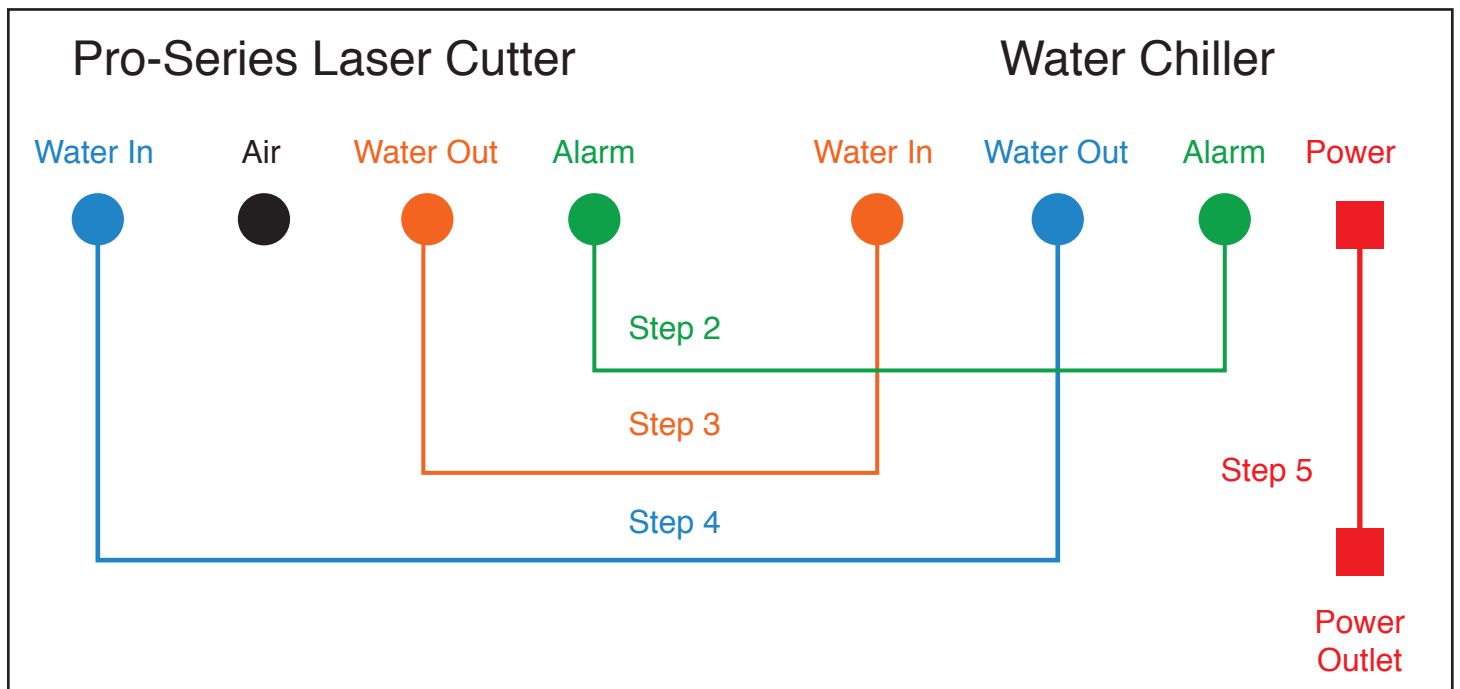 Pro-Series Laser Cutter
Water Chiller
Water In
Air
Water Out
Alarm
Water In
Water Out
Alarm
Power
Step 2
Step 3
Step 5
Step 4
Power
Outlet